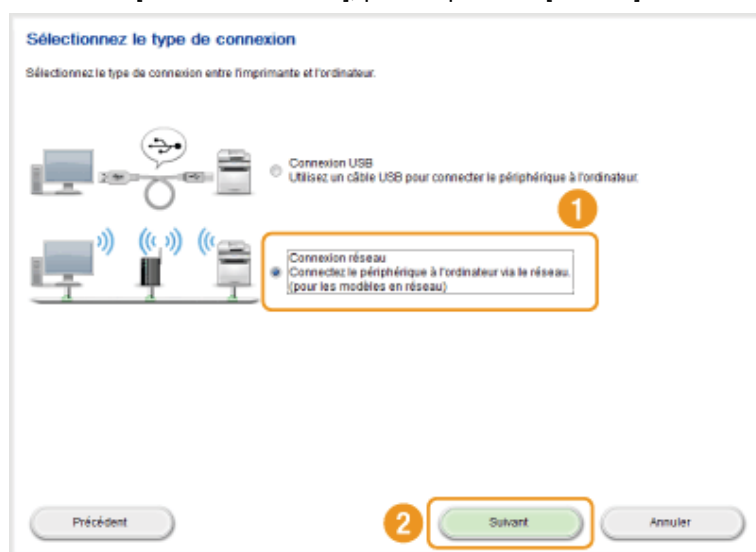 Sélectionnez le type de connexion
Sélectionnez le type de connexion entre l'imprimante et l'ordinateur.
Connexion USB
Utilisez un câble USB pour connecter le périphérique à l'ordinateur.
1
Connexion réseau
Connectez le périphérique à l'ordinateur via le réseau.
(pour les modèles en réseau)
Précédent
2
Suivant
Annuler